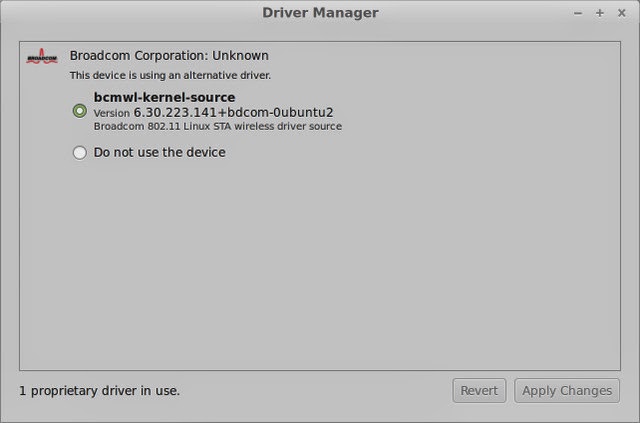 Driver Manager
BROADCOM
Broadcom Corporation: Unknown
This device is using an alternative driver.
bcmwl-kernel-source
Version 6.30.223.141+bdcom-0ubuntu2
Broadcom 802.11 Linux STA wireless driver source
Do not use the device
1 proprietary driver in use.
Revert
Apply Changes